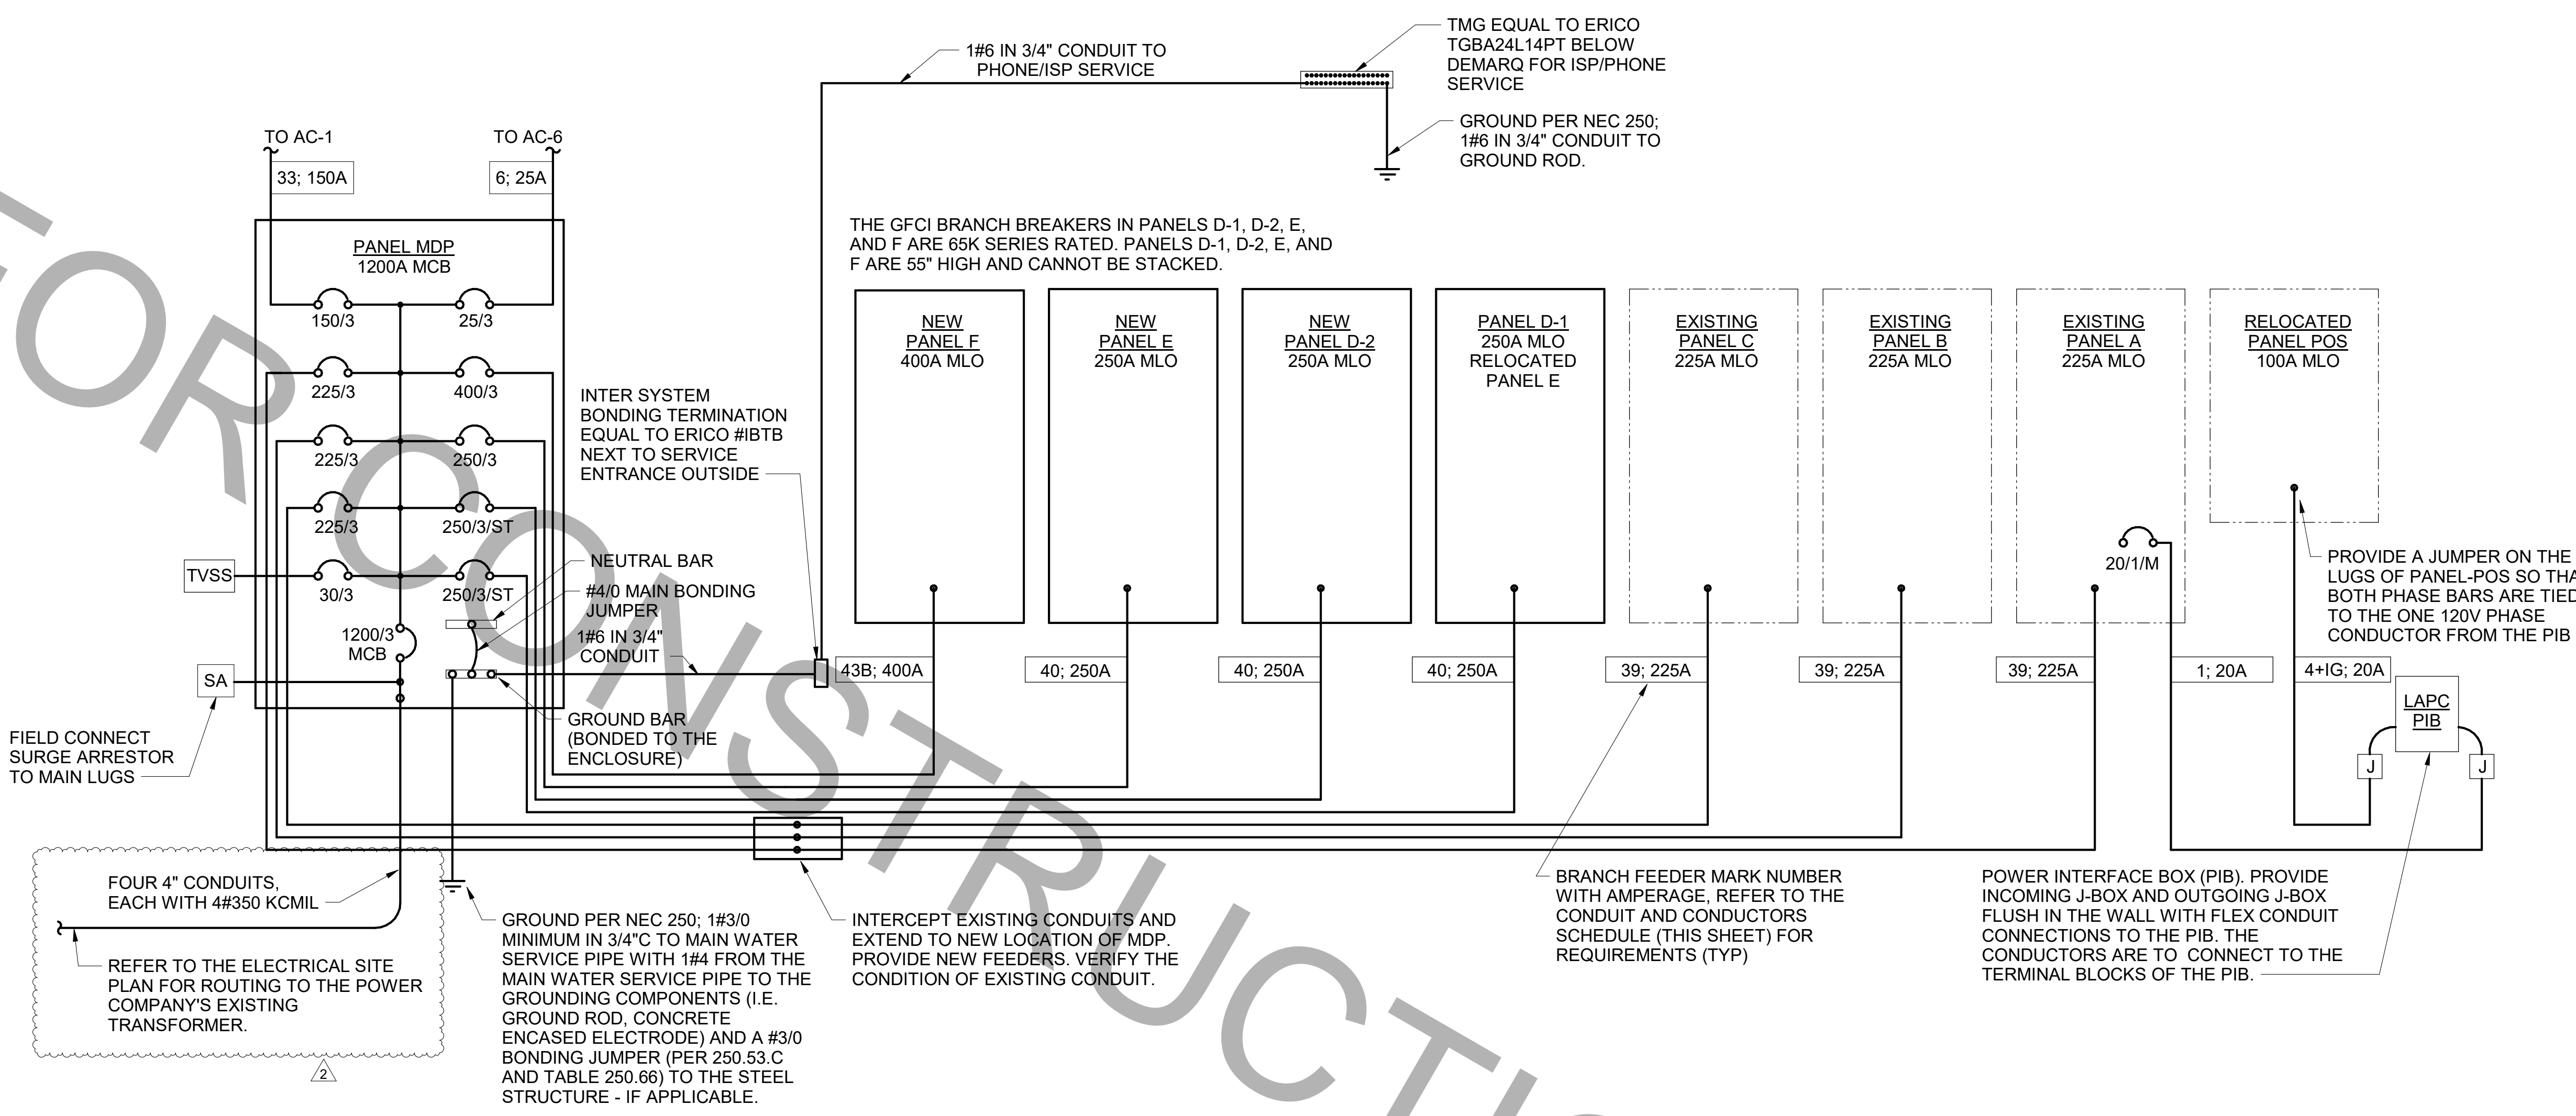 1#6 IN 3/4" CONDUIT TO
PHONE/ISP SERVICE
TMG EQUAL TO ERICO
TGBA24L14PT BELOW
DEMARQ FOR ISP/PHONE
SERVICE
GROUND PER NEC 250;
1#6 IN 3/4" CONDUIT TO
GROUND ROD.
TO AC-1
TO AC-6
33; 150A
6; 25A
PANEL MDP
1200A MCB
150/3
25/3
225/3
400/3
225/3
250/3
225/3
250/3/ST
TVSS
30/3
250/3/ST
1200/3
MCB
SA
FIELD CONNECT
SURGE ARRESTOR
TO MAIN LUGS
INTER SYSTEM
BONDING TERMINATION
EQUAL TO ERICO #IBTB
NEXT TO SERVICE
ENTRANCE OUTSIDE
NEUTRAL BAR
#4/0 MAIN BONDING
JUMPER
1#6 IN 3/4"
CONDUIT
GROUND BAR
(BONDED TO THE
ENCLOSURE)
THE GFCI BRANCH BREAKERS IN PANELS D-1, D-2, E,
AND F ARE 65K SERIES RATED. PANELS D-1, D-2, E, AND
F ARE 55" HIGH AND CANNOT BE STACKED.
NEW
PANEL F
400A MLO
NEW
PANEL E
250A MLO
NEW
PANEL D-2
250A MLO
PANEL D-1
250A MLO
RELOCATED
PANEL E
EXISTING
PANEL C
225A MLO
EXISTING
PANEL B
225A MLO
EXISTING
PANEL A
225A MLO
RELOCATED
PANEL POS
100A MLO
20/1/M
PROVIDE A JUMPER ON THE
LUGS OF PANEL-POS SO THA
BOTH PHASE BARS ARE TIED
TO THE ONE 120V PHASE
CONDUCTOR FROM THE PIB
43B; 400A
40; 250A
40; 250A
40; 250A
39; 225A
39; 225A
39; 225A
1; 20A
4+IG; 20A
LAPC
PIB
J
J
FOUR 4" CONDUITS,
EACH WITH 4#350 KCMIL
REFER TO THE ELECTRICAL SITE
PLAN FOR ROUTING TO THE POWER
COMPANY'S EXISTING
TRANSFORMER.
2
GROUND PER NEC 250; 1#3/0
MINIMUM IN 3/4"C TO MAIN WATER
SERVICE PIPE WITH 1#4 FROM THE
MAIN WATER SERVICE PIPE TO THE
GROUNDING COMPONENTS (I.E.
GROUND ROD, CONCRETE
ENCASED ELECTRODE) AND A #3/0
BONDING JUMPER (PER 250.53.C
AND TABLE 250.66) TO THE STEEL
STRUCTURE - IF APPLICABLE.
INTERCEPT EXISTING CONDUITS AND
EXTEND TO NEW LOCATION OF MDP.
PROVIDE NEW FEEDERS. VERIFY THE
CONDITION OF EXISTING CONDUIT.
BRANCH FEEDER MARK NUMBER
WITH AMPERAGE, REFER TO THE
CONDUIT AND CONDUCTORS
SCHEDULE (THIS SHEET) FOR
REQUIREMENTS (TYP)
POWER INTERFACE BOX (PIB). PROVIDE
INCOMING J-BOX AND OUTGOING J-BOX
FLUSH IN THE WALL WITH FLEX CONDUIT
CONNECTIONS TO THE PIB. THE
CONDUCTORS ARE TO CONNECT TO THE
TERMINAL BLOCKS OF THE PIB.
FOR CONSTRUCTI